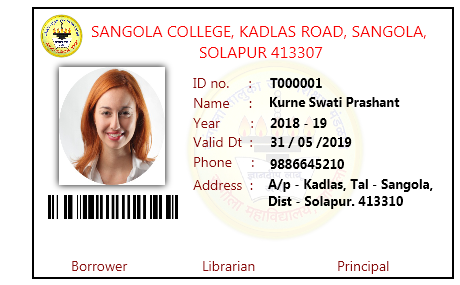 SANGOLA COLLEGE, KADLAS ROAD, SANGOLA,
SOLAPUR 413307
ID no. : T000001
Name : Kurne Swati Prashant
Year : 2018 - 19
Valid Dt : 31 / 05 /2019
Phone : 9886645210
Address : A/p - Kadlas, Tal - Sangola,
Dist - Solapur. 413310
Borrower Librarian Principal